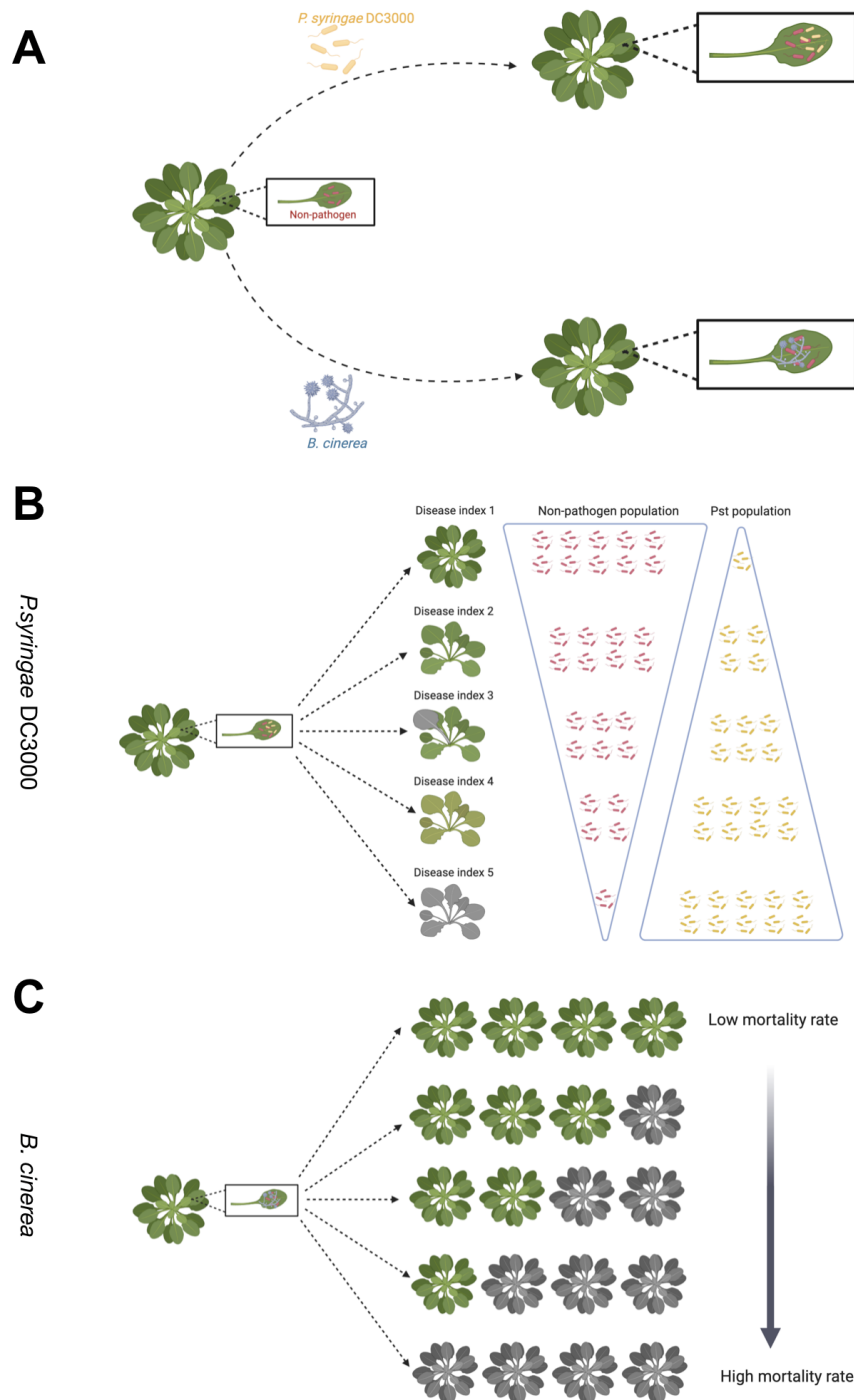 A
P. syringae DC3000
Non-pathogen
B. cinerea
B
P.syringae DC3000
Disease index 1
Non-pathogen population
Pst population
Disease index 2
Disease index 3
Disease index 4
Disease index 5
C
B. cinerea
Low mortality rate
High mortality rate